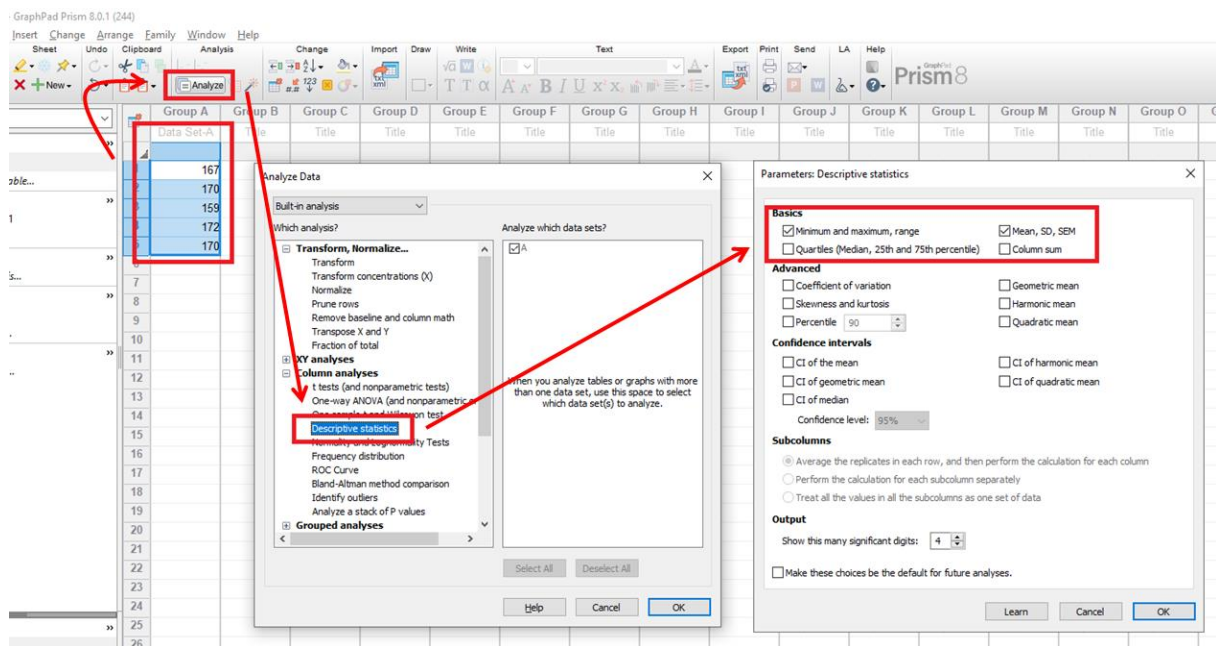 GraphPad Prism 8.0.1 (244)
Insert Change Arrange Family Window Help
Sheet Undo Clipboard Analysis Change Import Draw Write Text Export Print Send LA Help
New Analyze GraphPad Prism 8
Group A Group B Group C Group D Group E Group F Group G Group H Group I Group J Group K Group L Group M Group N Group O
Data Set-A Title Title Title Title Title Title Title Title Title Title Title Title Title Title
167
170
159
172
170
7
8
9
10
11
12
13
14
15
16
17
18
19
20
21
22
23
24
25
26
Analyze Data
Built-in analysis
Which analysis?
Transform, Normalize...
Transform
Transform concentrations (X)
Normalize
Prune rows
Remove baseline and column math
Transpose X and Y
Fraction of total
XY analyses
Column analyses
t tests (and nonparametric tests)
One-way ANOVA (and nonparametric
One sample t and Wilcoxon test
Descriptive statistics
Normality and Lognormality Tests
Frequency distribution
ROC Curve
Bland-Altman method comparison
Identify outliers
Analyze a stack of P values
Grouped analyses
Analyze which data sets?
A
When you analyze tables or graphs with more
than one data set, use this space to select
which data set(s) to analyze.
Select All Deselect All
Help Cancel OK
Parameters: Descriptive statistics
Basics
Minimum and maximum, range Mean, SD, SEM
Quartiles (Median, 25th and 75th percentile) Column sum
Advanced
Coefficient of variation Geometric mean
Skewness and kurtosis Harmonic mean
Percentile 90 Quadratic mean
Confidence intervals
CI of the mean CI of harmonic mean
CI of geometric mean CI of quadratic mean
CI of median
Confidence level: 95%
Subcolumns
Average the replicates in each row, and then perform the calculation for each column
Perform the calculation for each subcolumn separately
Treat all the values in all the subcolumns as one set of data
Output
Show this many significant digits: 4
Make these choices be the default for future analyses.
Learn Cancel OK